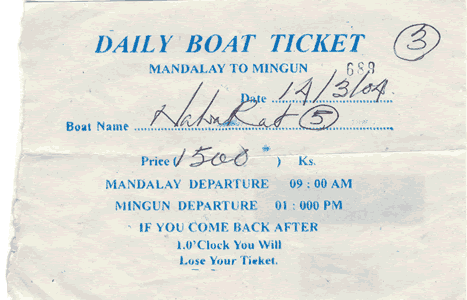 DAILY BOAT TICKET ③
MANDALAY TO MINGUN 689
Date 14/3/04
Boat Name ⑤
Price (1500 ) Ks.
MANDALAY DEPARTURE 09 : 00 AM
MINGUN DEPARTURE 01 : 000 PM
IF YOU COME BACK AFTER
1.0'Clock You Will
Lose Your Ticket.